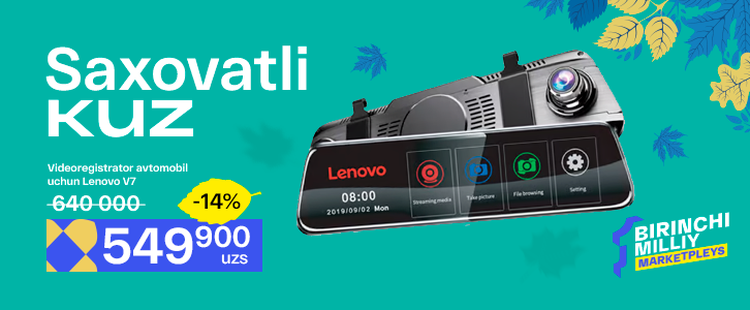 Saxovatli
KUZ
Videoregistrator avtomobil
uchun Lenovo V7
640 000
-14%
549 900
UZS
Lenovo
08:00
2019/09/02 Mon
Streaming media
Take picture
File browsing
Setting
BIRINCHI
MILLIY
MARKETPLEYS